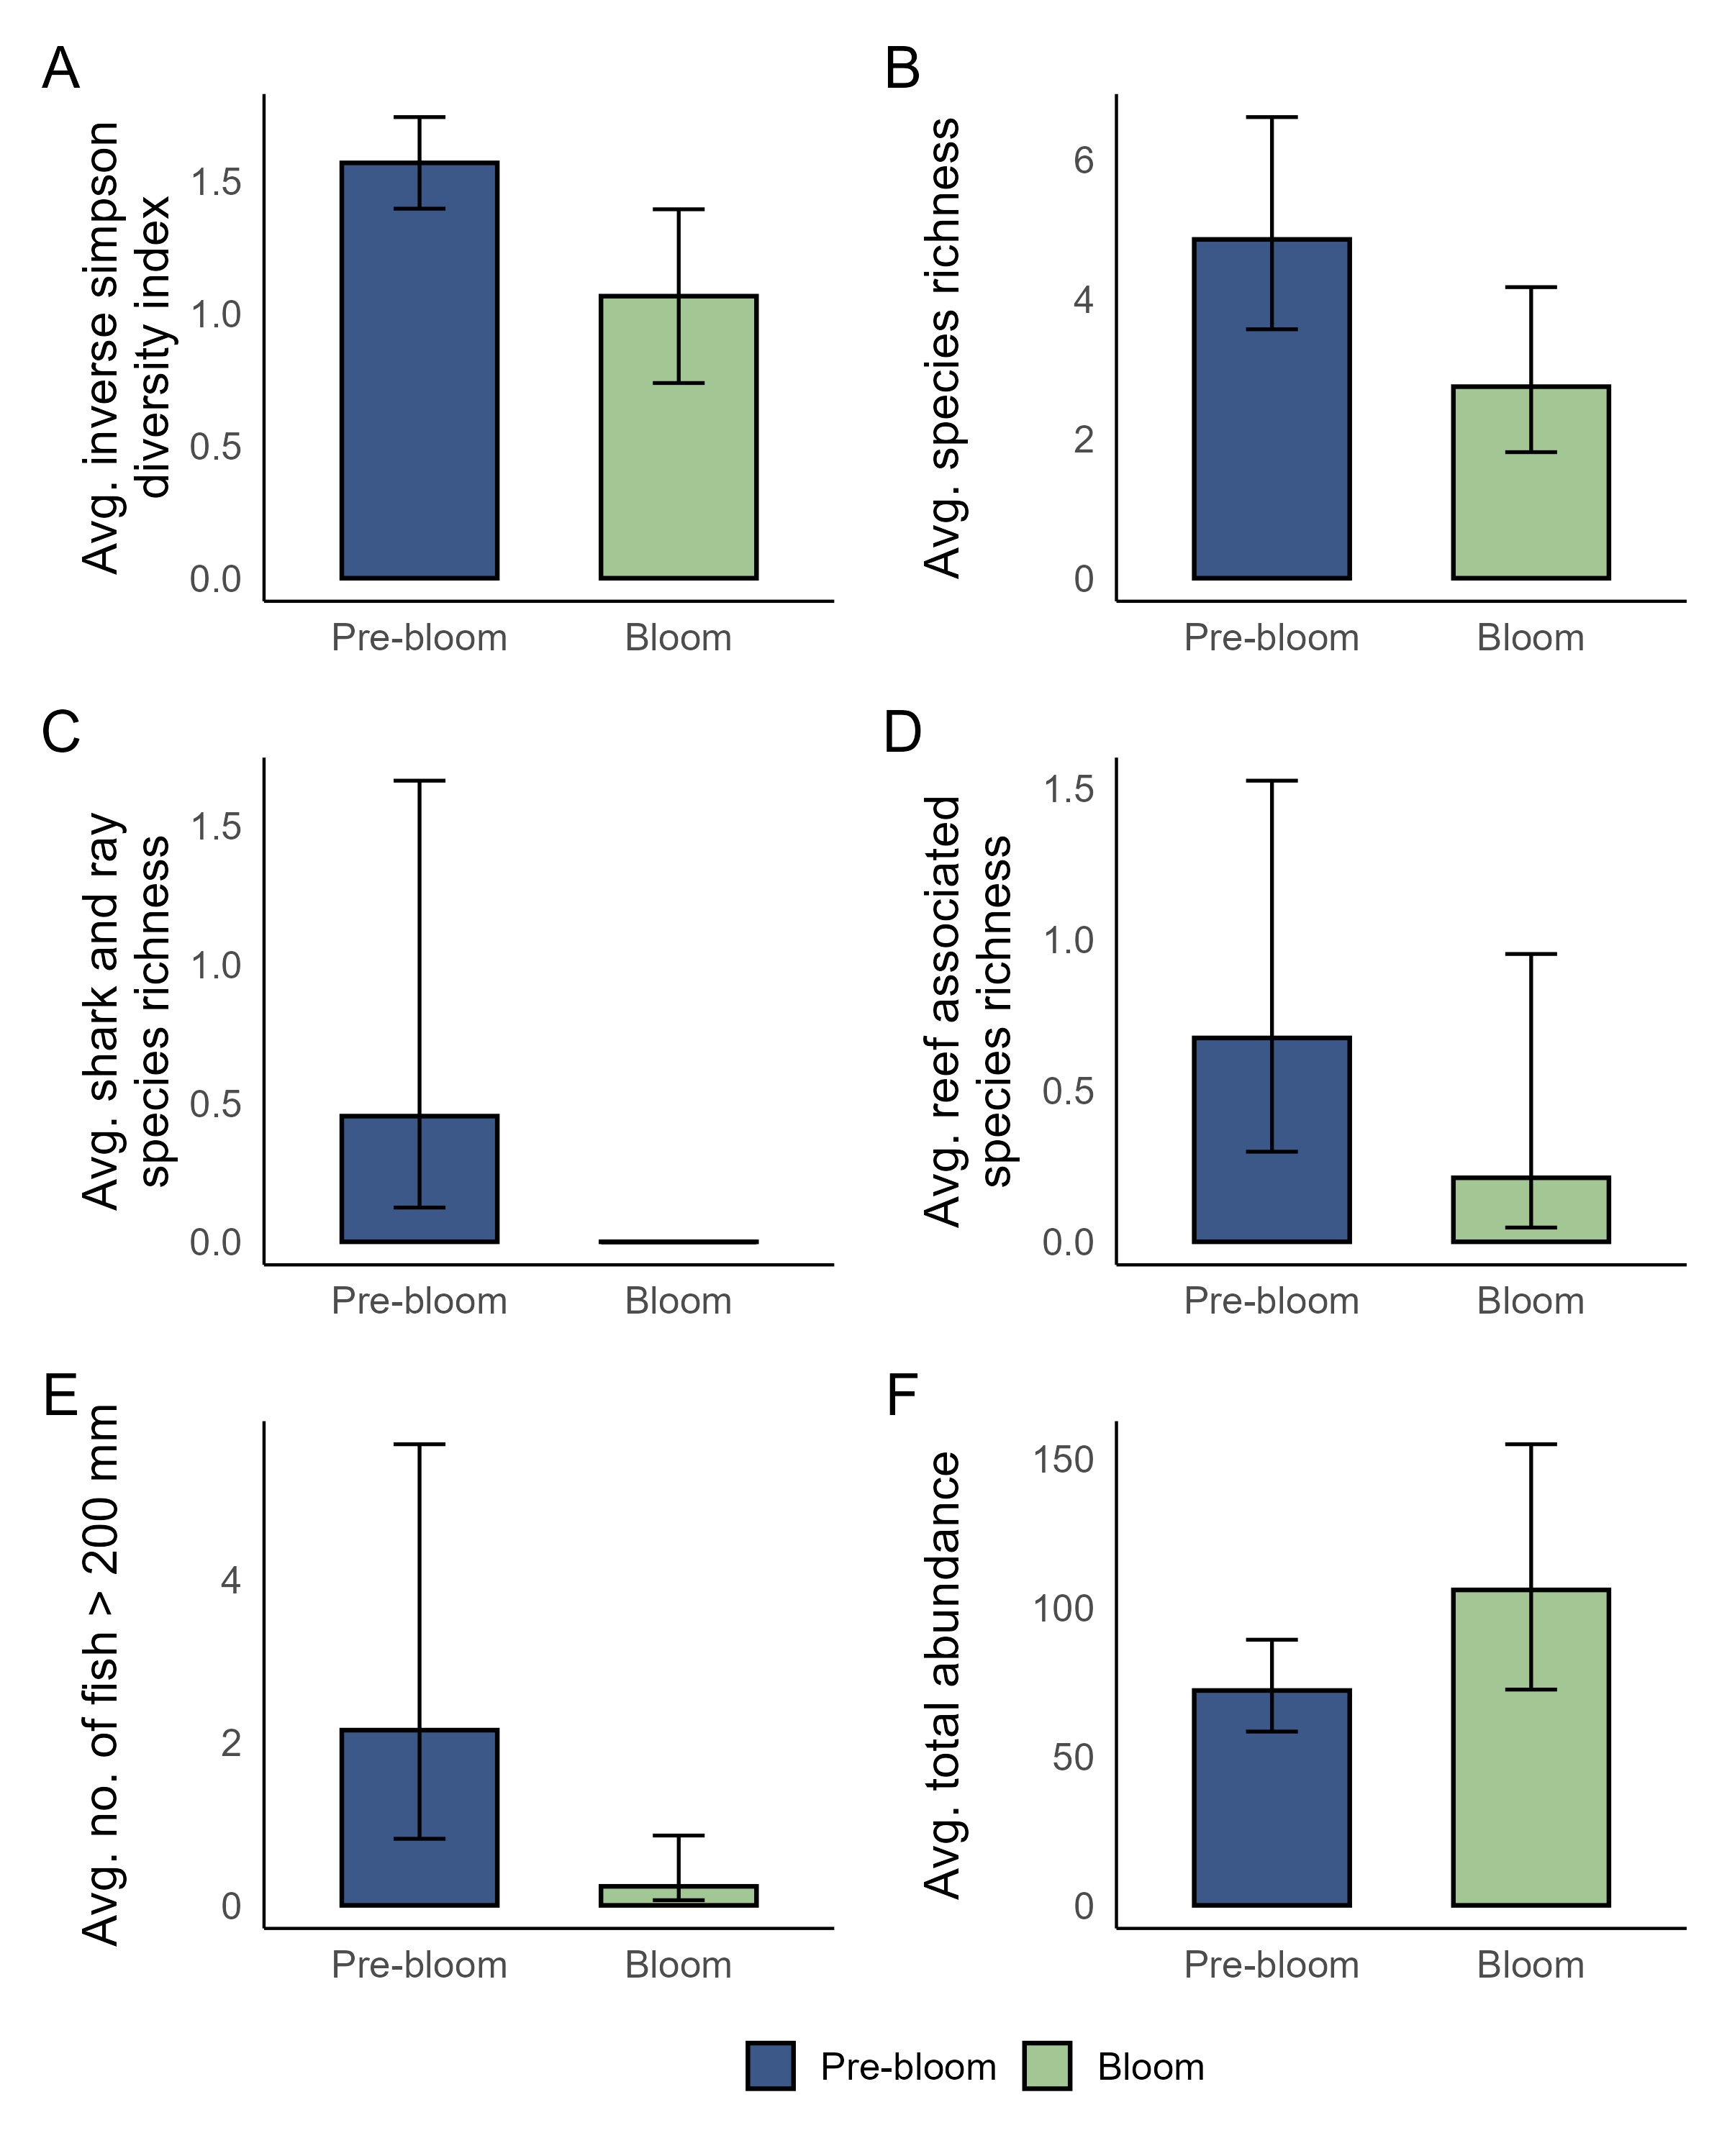 A
Avg. inverse simpson
diversity index
1.5
1.0
0.5
0.0
Pre-bloom
Bloom
B
Avg. species richness
6
4
2
0
Pre-bloom
Bloom
C
Avg. shark and ray
species richness
1.5
1.0
0.5
0.0
Pre-bloom
Bloom
D
Avg. reef associated
species richness
1.5
1.0
0.5
0.0
Pre-bloom
Bloom
E
Avg. no. of fish > 200 mm
4
2
0
Pre-bloom
Bloom
F
Avg. total abundance
150
100
50
0
Pre-bloom
Bloom
Pre-bloom
Bloom